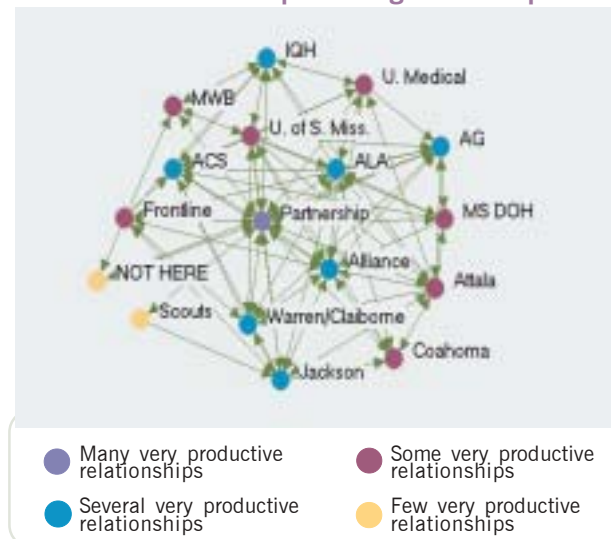 IQH
U. Medical
MWB
U. of S. Miss.
AG
ACS
ALA
Frontline
Partnership
MS DOH
Alliance
NOT HERE
Attala
Scouts
Warren/Claiborne
Coahoma
Jackson
Many very productive
relationships
Some very productive
relationships
Several very productive
relationships
Few very productive
relationships